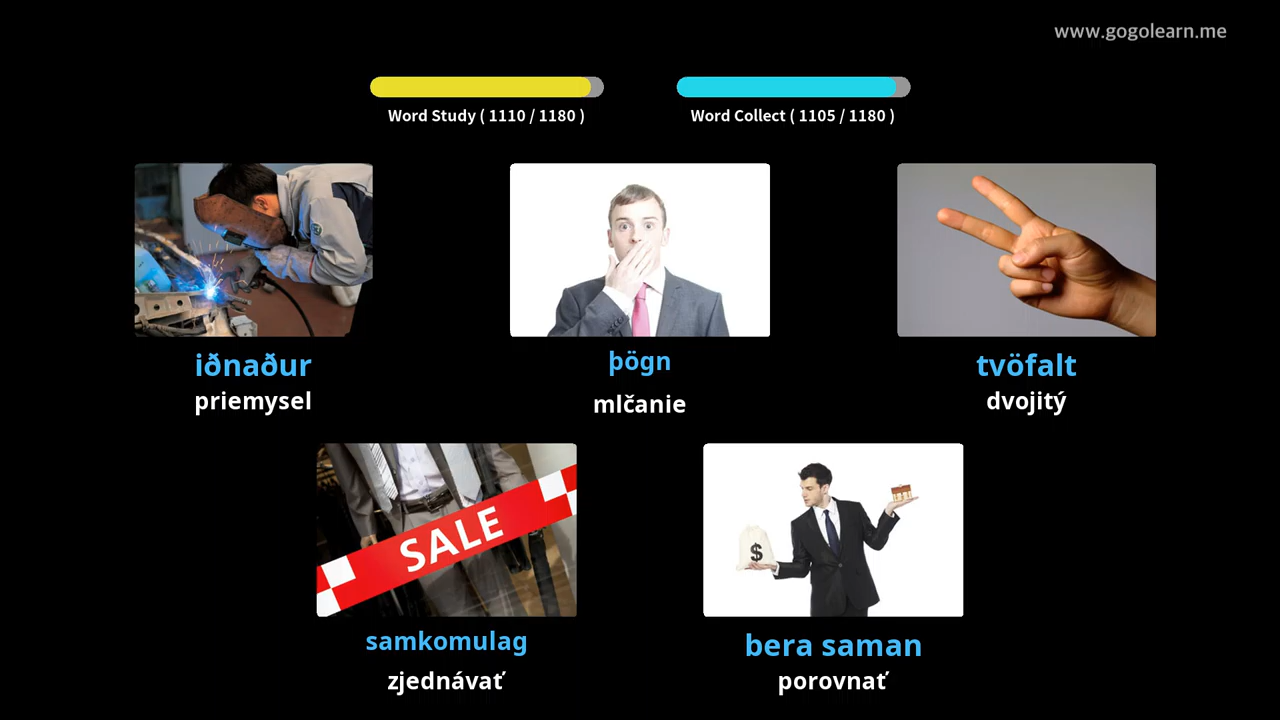 www.gogolearn.me
Word Study ( 1110 / 1180 )
Word Collect ( 1105 / 1180 )
iðnaður
priemysel
þögn
mlčanie
tvöfalt
dvojitý
SALE
$
samkomulag
zjednávať
bera saman
porovnať